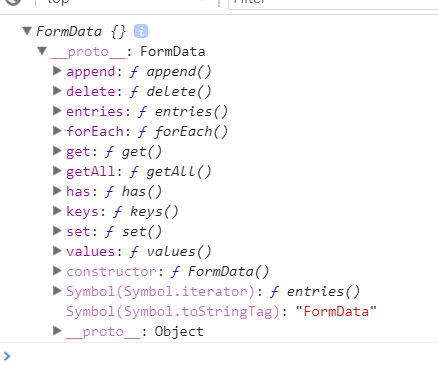 top
Filter
FormData {} i
__proto__: FormData
append: ƒ append()
delete: ƒ delete()
entries: ƒ entries()
forEach: ƒ forEach()
get: ƒ get()
getAll: ƒ getAll()
has: ƒ has()
keys: ƒ keys()
set: ƒ set()
values: ƒ values()
constructor: ƒ FormData()
Symbol(Symbol.iterator): ƒ entries()
Symbol(Symbol.toStringTag): "FormData"
__proto__: Object